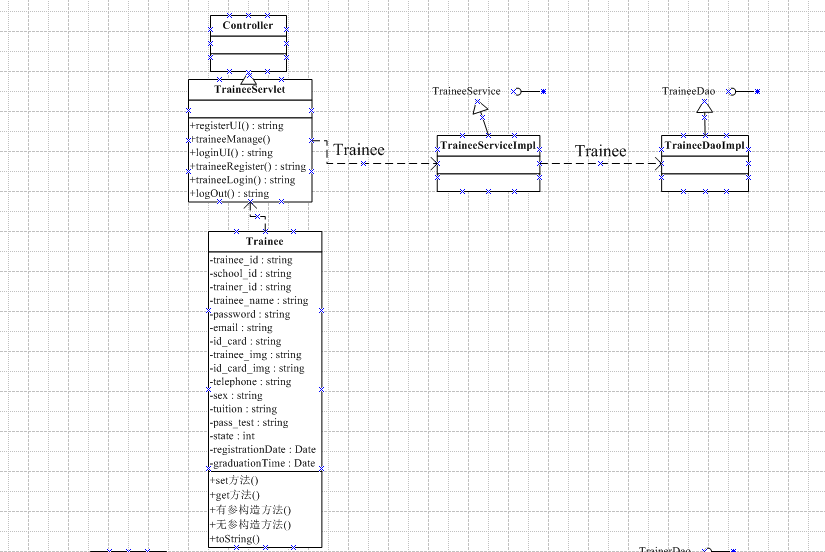 Controller
TraineeServlet
+registerUI() : string
+traineeManage()
+loginUI() : string
+traineeRegister() : string
+traineeLogin() : string
+logOut() : string
Trainee
TraineeService
TraineeServiceImpl
Trainee
TraineeDao
TraineeDaoImpl
Trainee
-trainee_id : string
-school_id : string
-trainer_id : string
-trainee_name : string
-password : string
-email : string
-id_card : string
-trainee_img : string
-id_card_img : string
-telephone : string
-sex : string
-tuition : string
-pass_test : string
-state : int
-registrationDate : Date
-graduationTime : Date
+set方法()
+get方法()
+有参构造方法()
+无参构造方法()
+toString()
TrainerDao